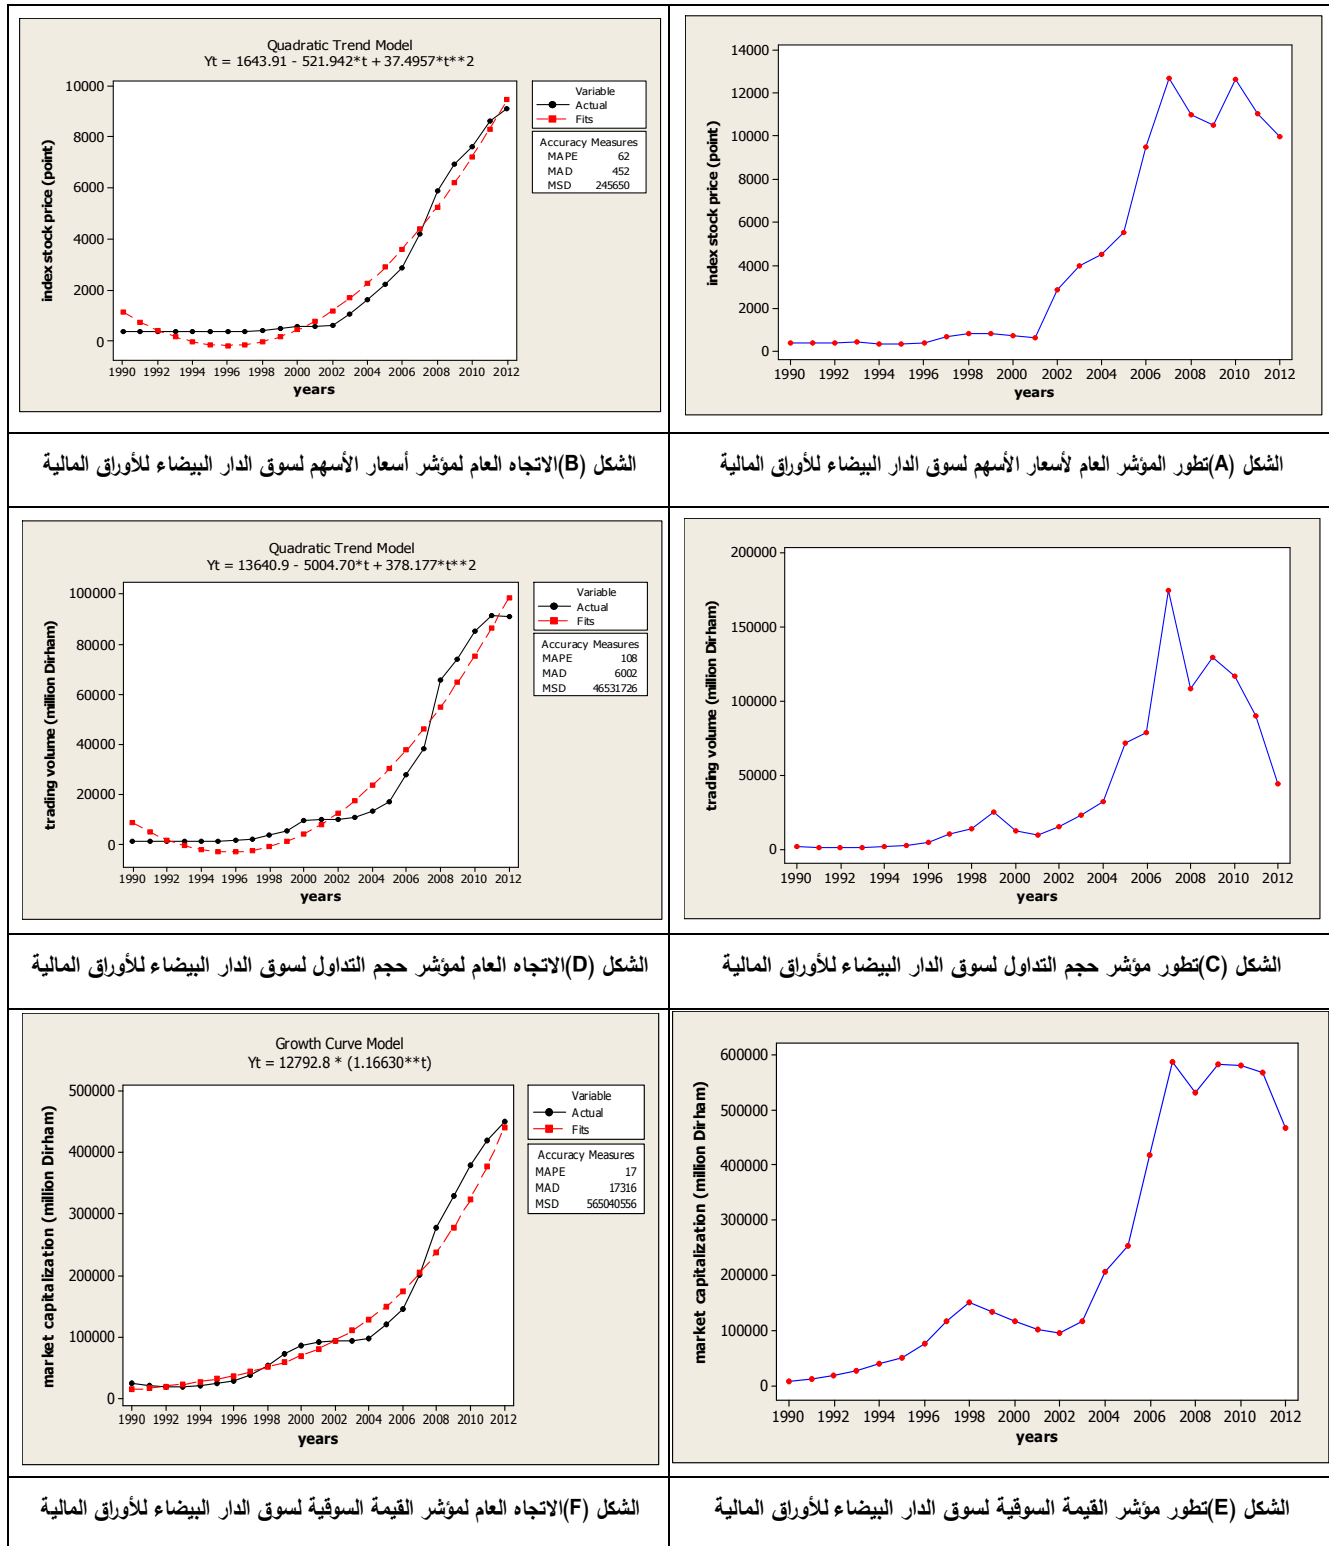 Quadratic Trend Model
Yt = 1643.91 - 521.942*t + 37.4957*t**2
index stock price (point)
10000
8000
6000
4000
2000
0
1990 1992 1994 1996 1998 2000 2002 2004 2006 2008 2010 2012
years
Variable
Actual
Fits
Accuracy Measures
MAPE 62
MAD 452
MSD 245650
index stock price (point)
14000
12000
10000
8000
6000
4000
2000
0
1990 1992 1994 1996 1998 2000 2002 2004 2006 2008 2010 2012
years
الشكل (A)تطور المؤشر العام لأسعار الأسهم لسوق الدار البيضاء للأوراق المالية
الشكل (B)الاتجاه العام لمؤشر أسعار الأسهم لسوق الدار البيضاء للأوراق المالية
Quadratic Trend Model
Yt = 13640.9 - 5004.70*t + 378.177*t**2
trading volume (million Dirham)
100000
80000
60000
40000
20000
0
1990 1992 1994 1996 1998 2000 2002 2004 2006 2008 2010 2012
years
Variable
Actual
Fits
Accuracy Measures
MAPE 108
MAD 6002
MSD 46531726
trading volume (million Dirham)
200000
150000
100000
50000
0
1990 1992 1994 1996 1998 2000 2002 2004 2006 2008 2010 2012
years
الشكل (C)تطور مؤشر حجم التداول لسوق الدار البيضاء للأوراق المالية
الشكل (D)الاتجاه العام لمؤشر حجم التداول لسوق الدار البيضاء للأوراق المالية
Growth Curve Model
Yt = 12792.8 * (1.16630**t)
market capitalization (million Dirham)
500000
400000
300000
200000
100000
0
1990 1992 1994 1996 1998 2000 2002 2004 2006 2008 2010 2012
years
Variable
Actual
Fits
Accuracy Measures
MAPE 17
MAD 17316
MSD 565040556
market capitalization (million Dirham)
600000
500000
400000
300000
200000
100000
0
1990 1992 1994 1996 1998 2000 2002 2004 2006 2008 2010 2012
years
الشكل (E)تطور مؤشر القيمة السوقية لسوق الدار البيضاء للأوراق المالية
الشكل (F)الاتجاه العام لمؤشر القيمة السوقية لسوق الدار البيضاء للأوراق المالية